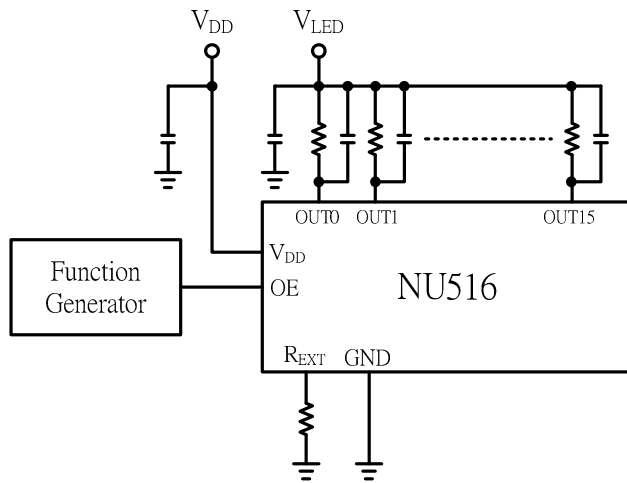 VDD
VLED
OUT0
OUT1
OUT15
VDD
OE
NU516
Function
Generator
REXT
GND